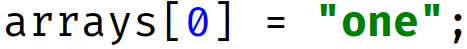 arrays[0] = "one";